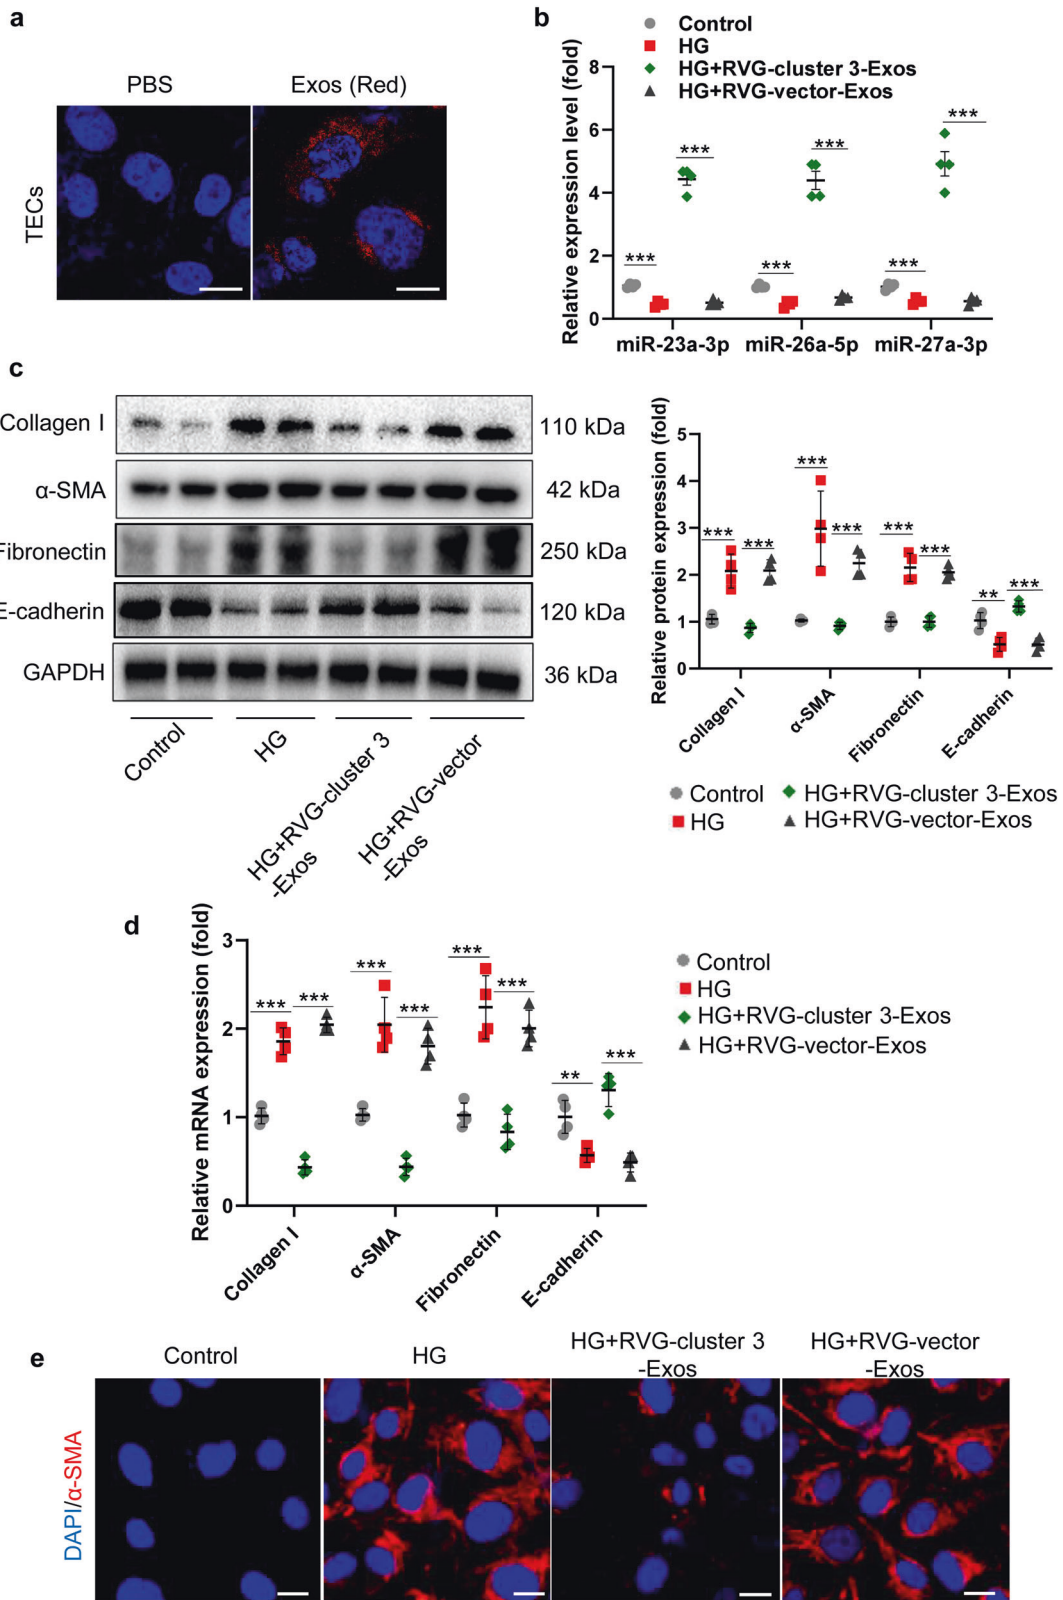 a
PBS
Exos (Red)
TECs
b
Control
HG
HG+RVG-cluster 3-Exos
HG+RVG-vector-Exos
Relative expression level (fold)
8
6
4
2
0
***
***
***
***
***
***
miR-23a-3p
miR-26a-5p
miR-27a-3p
c
Collagen I
110 kDa
α-SMA
42 kDa
Fibronectin
250 kDa
E-cadherin
120 kDa
GAPDH
36 kDa
Control
HG
HG+RVG-cluster 3
-Exos
HG+RVG-vector
-Exos
Relative protein expression (fold)
5
4
3
2
1
0
***
***
***
***
***
***
**
***
Collagen I
α-SMA
Fibronectin
E-cadherin
Control
HG+RVG-cluster 3-Exos
HG
HG+RVG-vector-Exos
d
Relative mRNA expression (fold)
3
2
1
0
***
***
***
***
***
***
**
***
Collagen I
α-SMA
Fibronectin
E-cadherin
Control
HG
HG+RVG-cluster 3-Exos
HG+RVG-vector-Exos
e
Control
HG
HG+RVG-cluster 3
-Exos
HG+RVG-vector
-Exos
DAPI/α-SMA